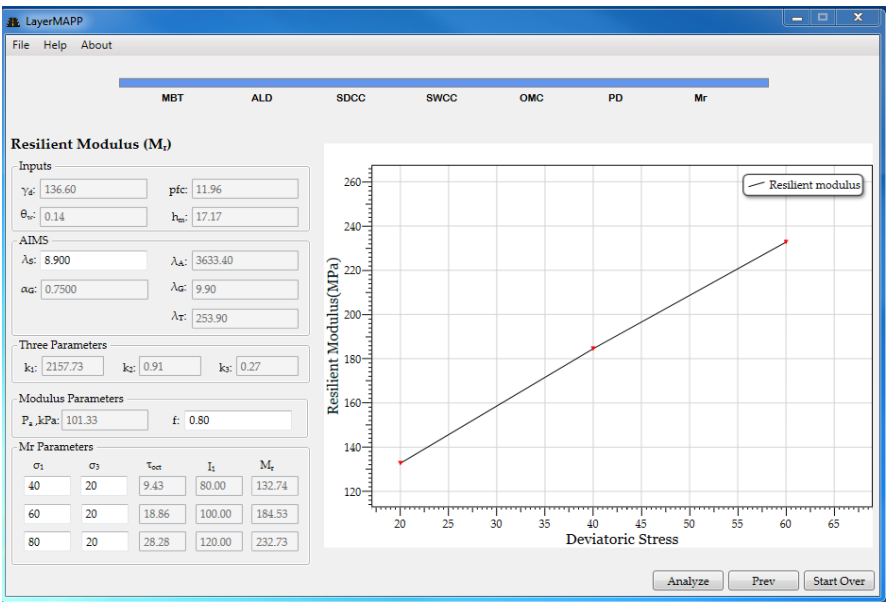 LayerMAPP
File Help About
MBT ALD SDCC SWCC OMC PD Mr
Resilient Modulus (Mᵣ)
Inputs
γd: 136.60 pfc: 11.96
θw: 0.14 hm: 17.17
AIMS
λS: 8.900 λA: 3633.40
αG: 0.7500 λG: 9.90
λT: 253.90
Three Parameters
k₁: 2157.73 k₂: 0.91 k₃: 0.27
Modulus Parameters
Pₐ ,kPa: 101.33 f: 0.80
Mr Parameters
σ₁ σ₃ τoct I₁ Mᵣ
40 20 9.43 80.00 132.74
60 20 18.86 100.00 184.53
80 20 28.28 120.00 232.73
Resilient modulus
Resilient Modulus(MPa)
260
240
220
200
180
160
140
120
20 25 30 35 40 45 50 55 60 65
Deviatoric Stress
Analyze Prev Start Over